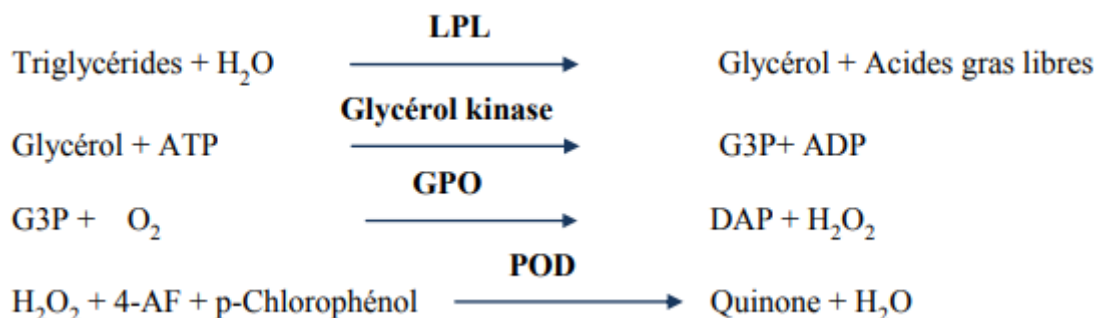 LPL
Triglycérides + H₂O → Glycérol + Acides gras libres
Glycérol kinase
Glycérol + ATP → G3P+ ADP
GPO
G3P + O₂ → DAP + H₂O₂
POD
H₂O₂ + 4-AF + p-Chlorophénol → Quinone + H₂O